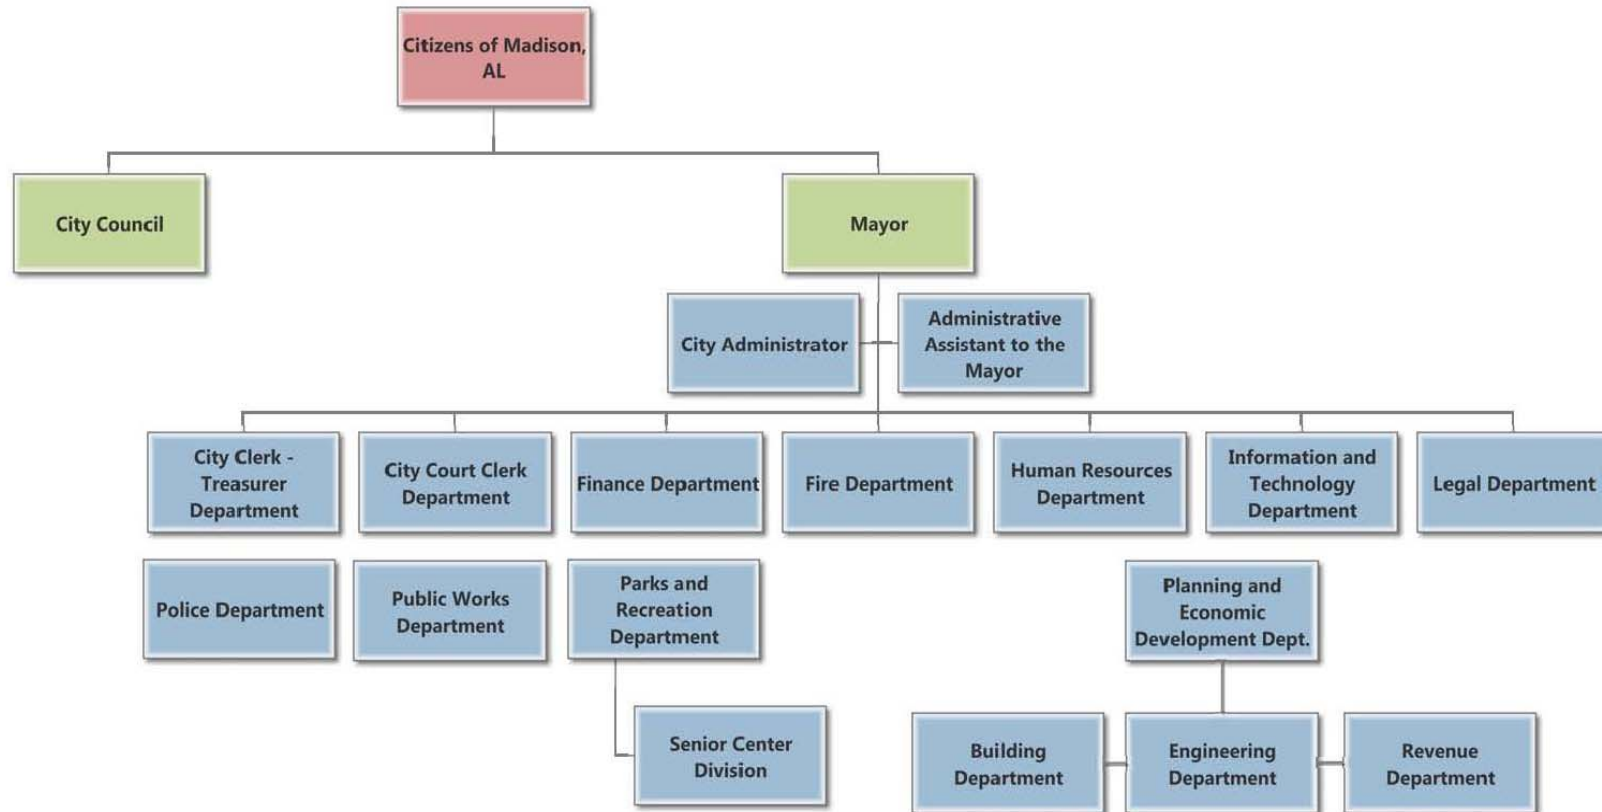 Citizens of Madison,
AL
City Council
Mayor
City Administrator
Administrative
Assistant to the
Mayor
City Clerk -
Treasurer
Department
City Court Clerk
Department
Finance Department
Fire Department
Human Resources
Department
Information and
Technology
Department
Legal Department
Police Department
Public Works
Department
Parks and
Recreation
Department
Planning and
Economic
Development Dept.
Senior Center
Division
Building
Department
Engineering
Department
Revenue
Department